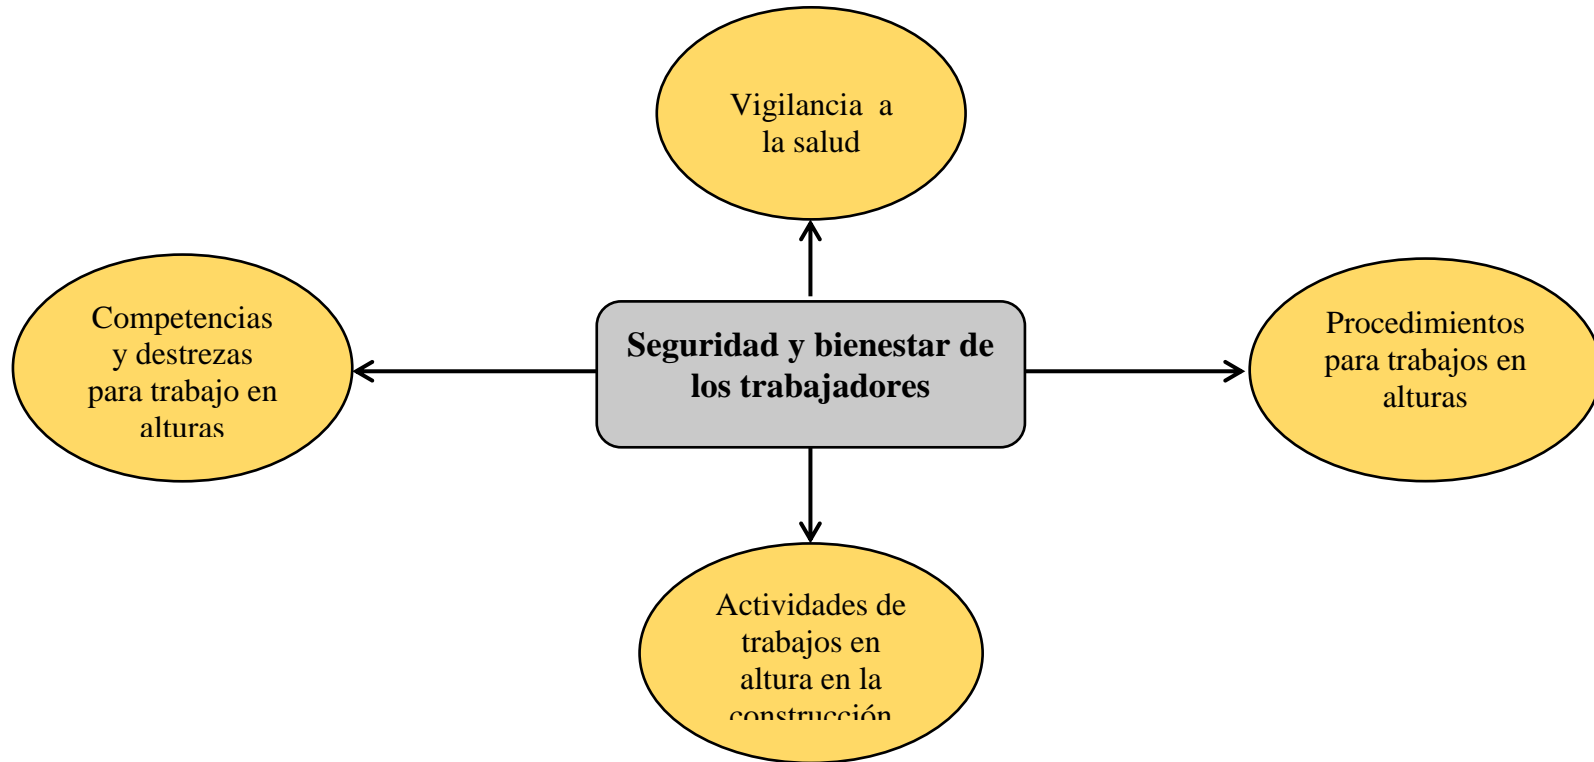 Vigilancia a
la salud
Competencias
y destrezas
para trabajo en
alturas
Seguridad y bienestar de
los trabajadores
Procedimientos
para trabajos en
alturas
Actividades de
trabajos en
altura en la
construcción